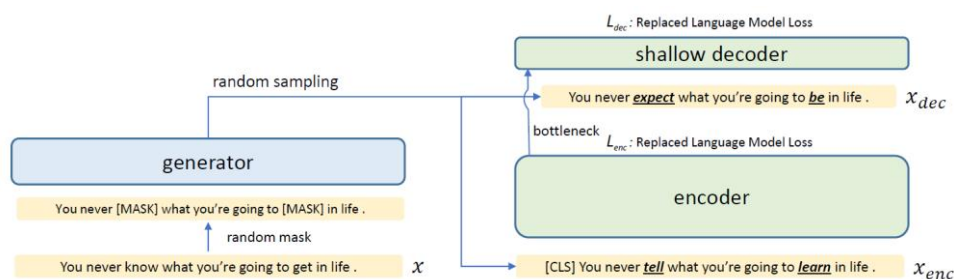 L_dec : Replaced Language Model Loss
shallow decoder
random sampling
You never expect what you're going to be in life .
x_dec
bottleneck
L_enc : Replaced Language Model Loss
generator
encoder
You never [MASK] what you're going to [MASK] in life .
random mask
You never know what you're going to get in life .
x
[CLS] You never tell what you're going to learn in life .
x_enc